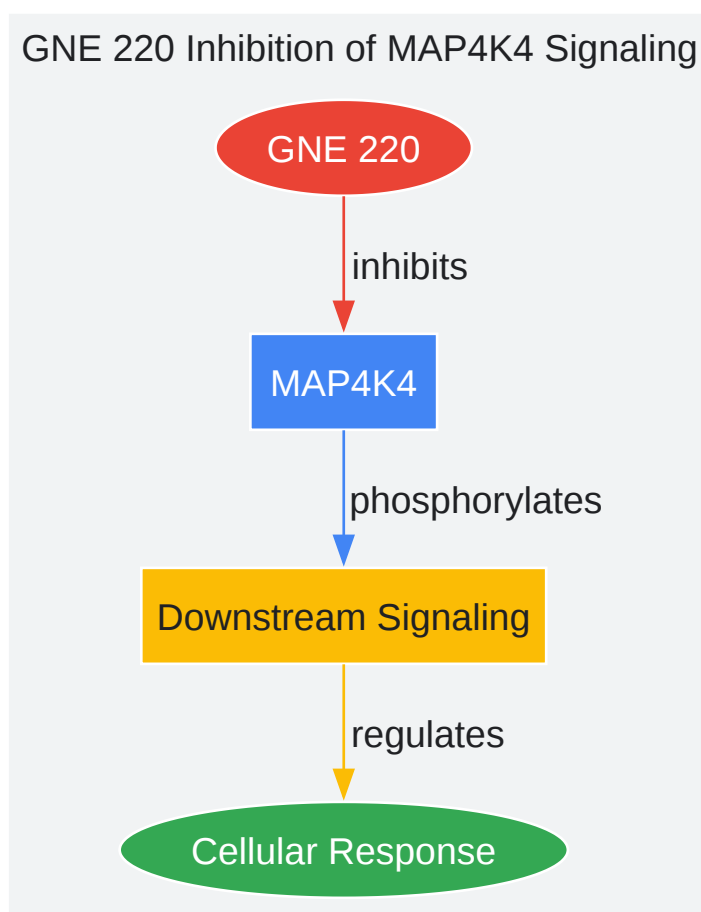 GNE 220 Inhibition of MAP4K4 Signaling
GNE 220
inhibits
MAP4K4
phosphorylates
Downstream Signaling
regulates
Cellular Response